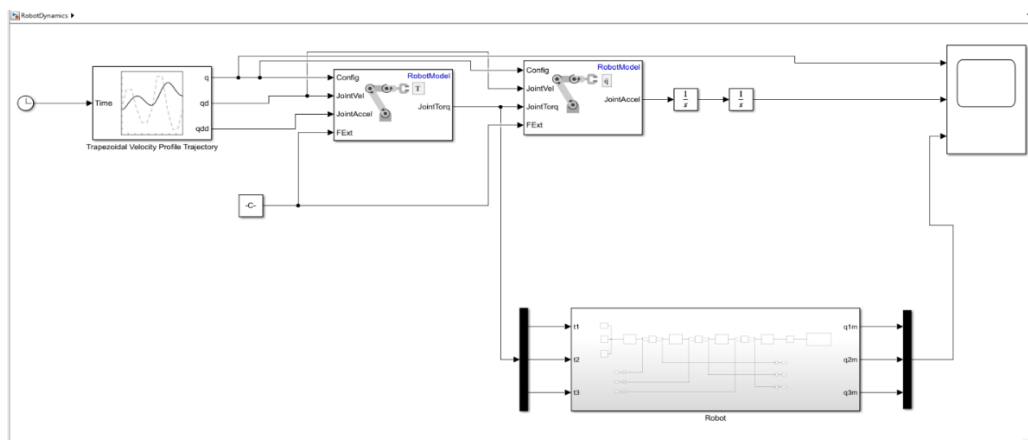 RobotDynamics
Time
q
qd
qdd
Trapezoidal Velocity Profile Trajectory
RobotModel
Config
JointVel
JointAccel
FExt
τ
JointTorq
RobotModel
Config
JointVel
JointTorq
FExt
q̈
JointAccel
1
s
1
s
-C-
t1
t2
t3
q1m
q2m
q3m
Robot